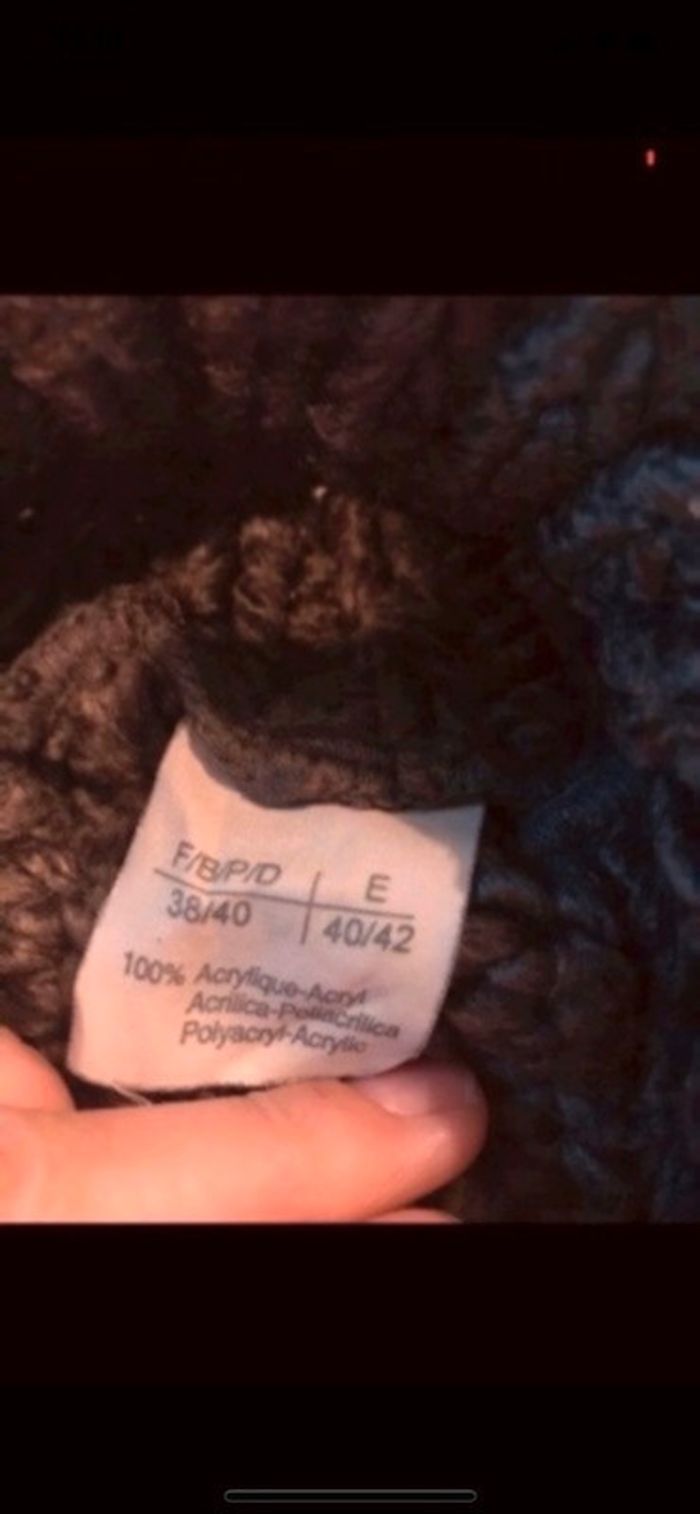 F/B/P/D | E
38/40 | 40/42
100% Acrylique-Acryl
Acrilica-Poliacrilica
Polyacryl-Acrylic